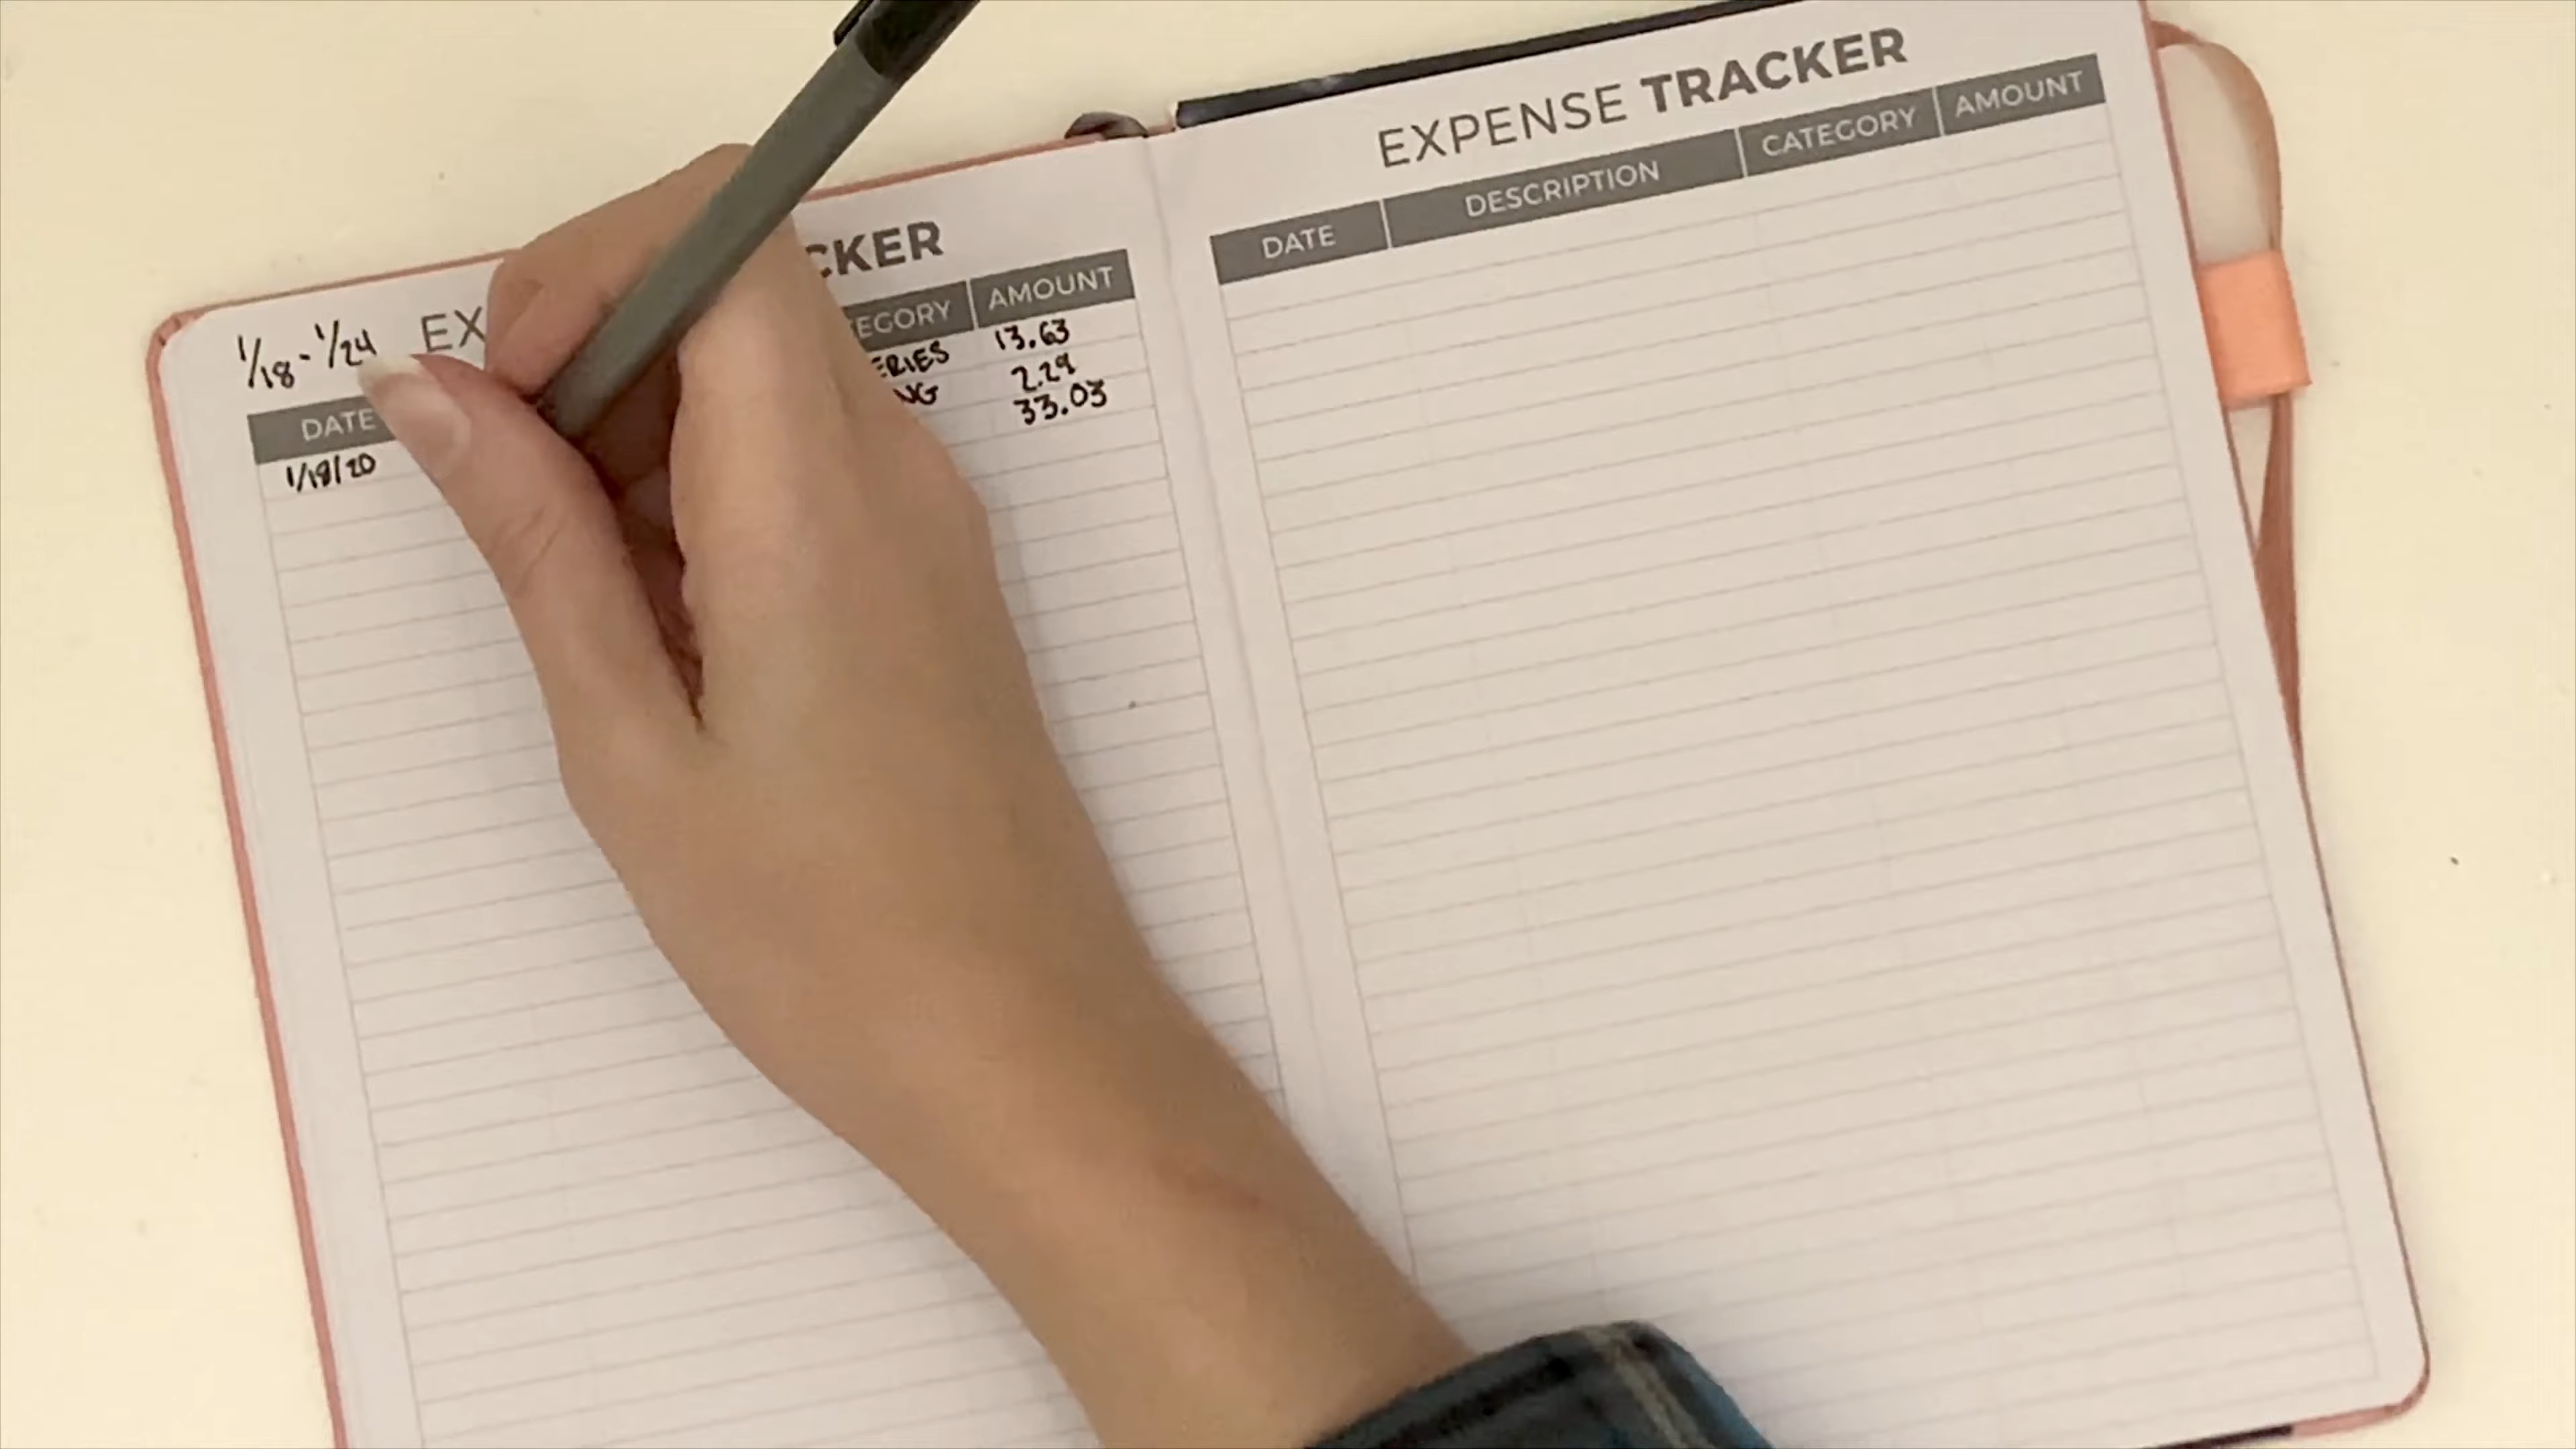 1/18 - 1/24 EX CKER
DATE EGORY AMOUNT
1/18/20 ERIES 13.63
NG 2.29
33.03
EXPENSE TRACKER
DATE DESCRIPTION CATEGORY AMOUNT